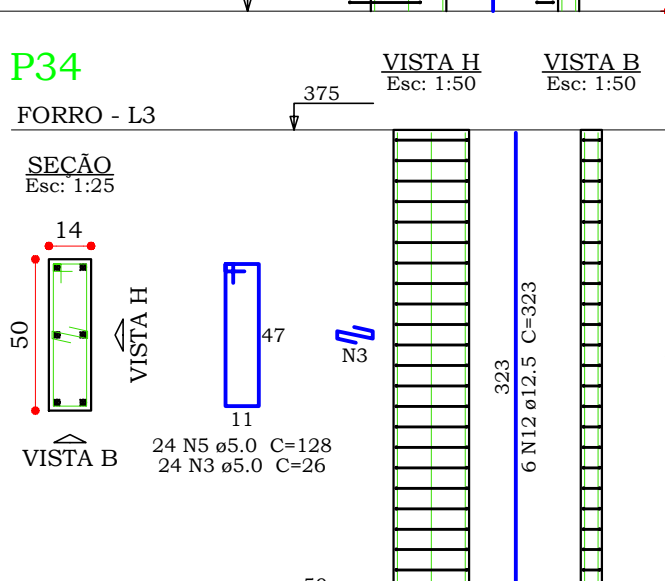 P34
VISTA H
Esc: 1:50
VISTA B
Esc: 1:50
FORRO - L3
375
SEÇÃO
Esc: 1:25
14
50
VISTA H
VISTA B
47
11
24 N5 ø5.0 C=128
24 N3 ø5.0 C=26
N3
323
6 N12 ø12.5 C=323